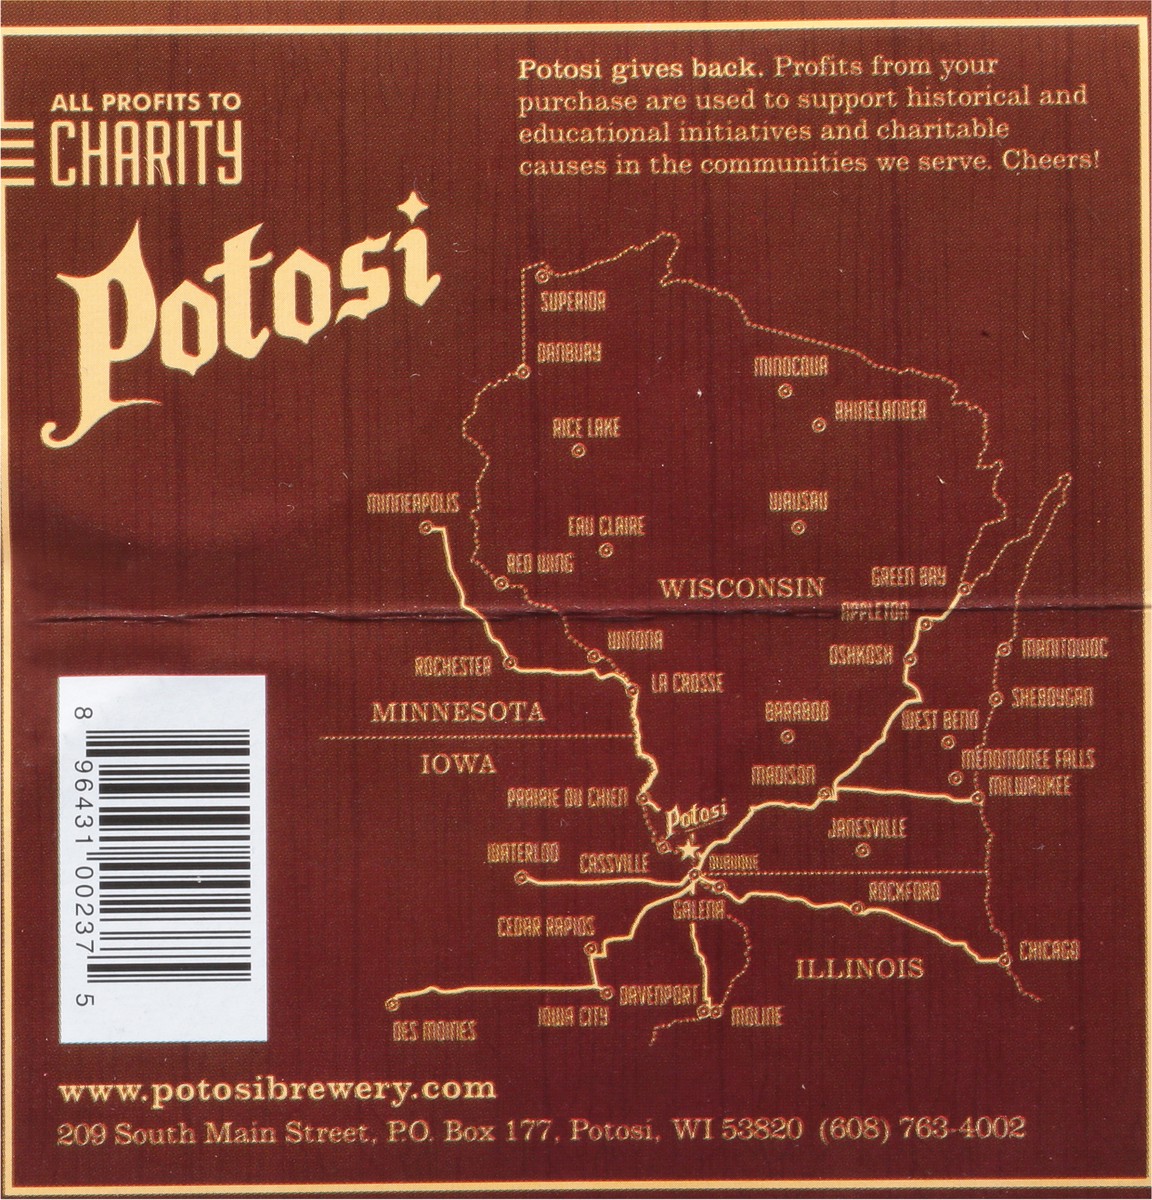 ALL PROFITS TO
CHARITY
Potosi gives back. Profits from your
purchase are used to support historical and
educational initiatives and charitable
causes in the communities we serve. Cheers!
Potosi
SUPERIOR
DANBURY
MINOCQUA
RHINELANDER
RICE LAKE
MINNEAPOLIS
WAUSAU
EAU CLAIRE
RED WING
GREEN BAY
WISCONSIN
APPLETON
WINONA
MANITOWOC
OSHKOSH
ROCHESTER
LA CROSSE
SHEBOYGAN
MINNESOTA
BARABOO
WEST BEND
IOWA
MENOMONEE FALLS
MADISON
MILWAUKEE
PRAIRIE DU CHIEN
Potosi
JANESVILLE
WATERLOO
CASSVILLE
DUBUQUE
ROCKFORD
GALENA
CEDAR RAPIDS
CHICAGO
ILLINOIS
DAVENPORT
IOWA CITY
MOLINE
DES MOINES
8 96431 00237 5
www.potosibrewery.com
209 South Main Street, P.O. Box 177, Potosi, WI 53820 (608) 763-4002